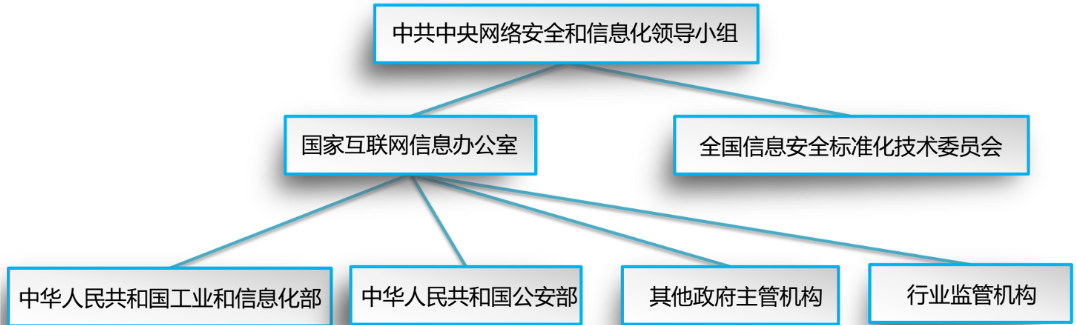 中共中央网络安全和信息化领导小组
国家互联网信息办公室
全国信息安全标准化技术委员会
中华人民共和国工业和信息化部
中华人民共和国公安部
其他政府主管机构
行业监管机构